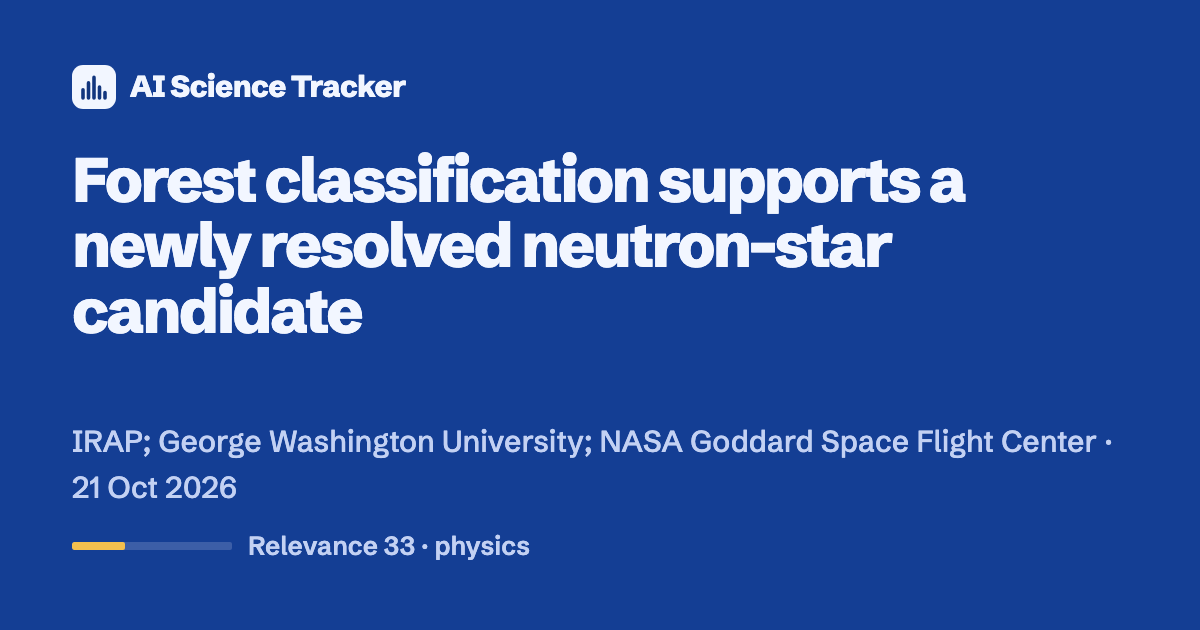 AI Science Tracker
Forest classification supports a
newly resolved neutron-star
candidate
IRAP; George Washington University; NASA Goddard Space Flight Center ·
21 Oct 2026
Relevance 33 · physics